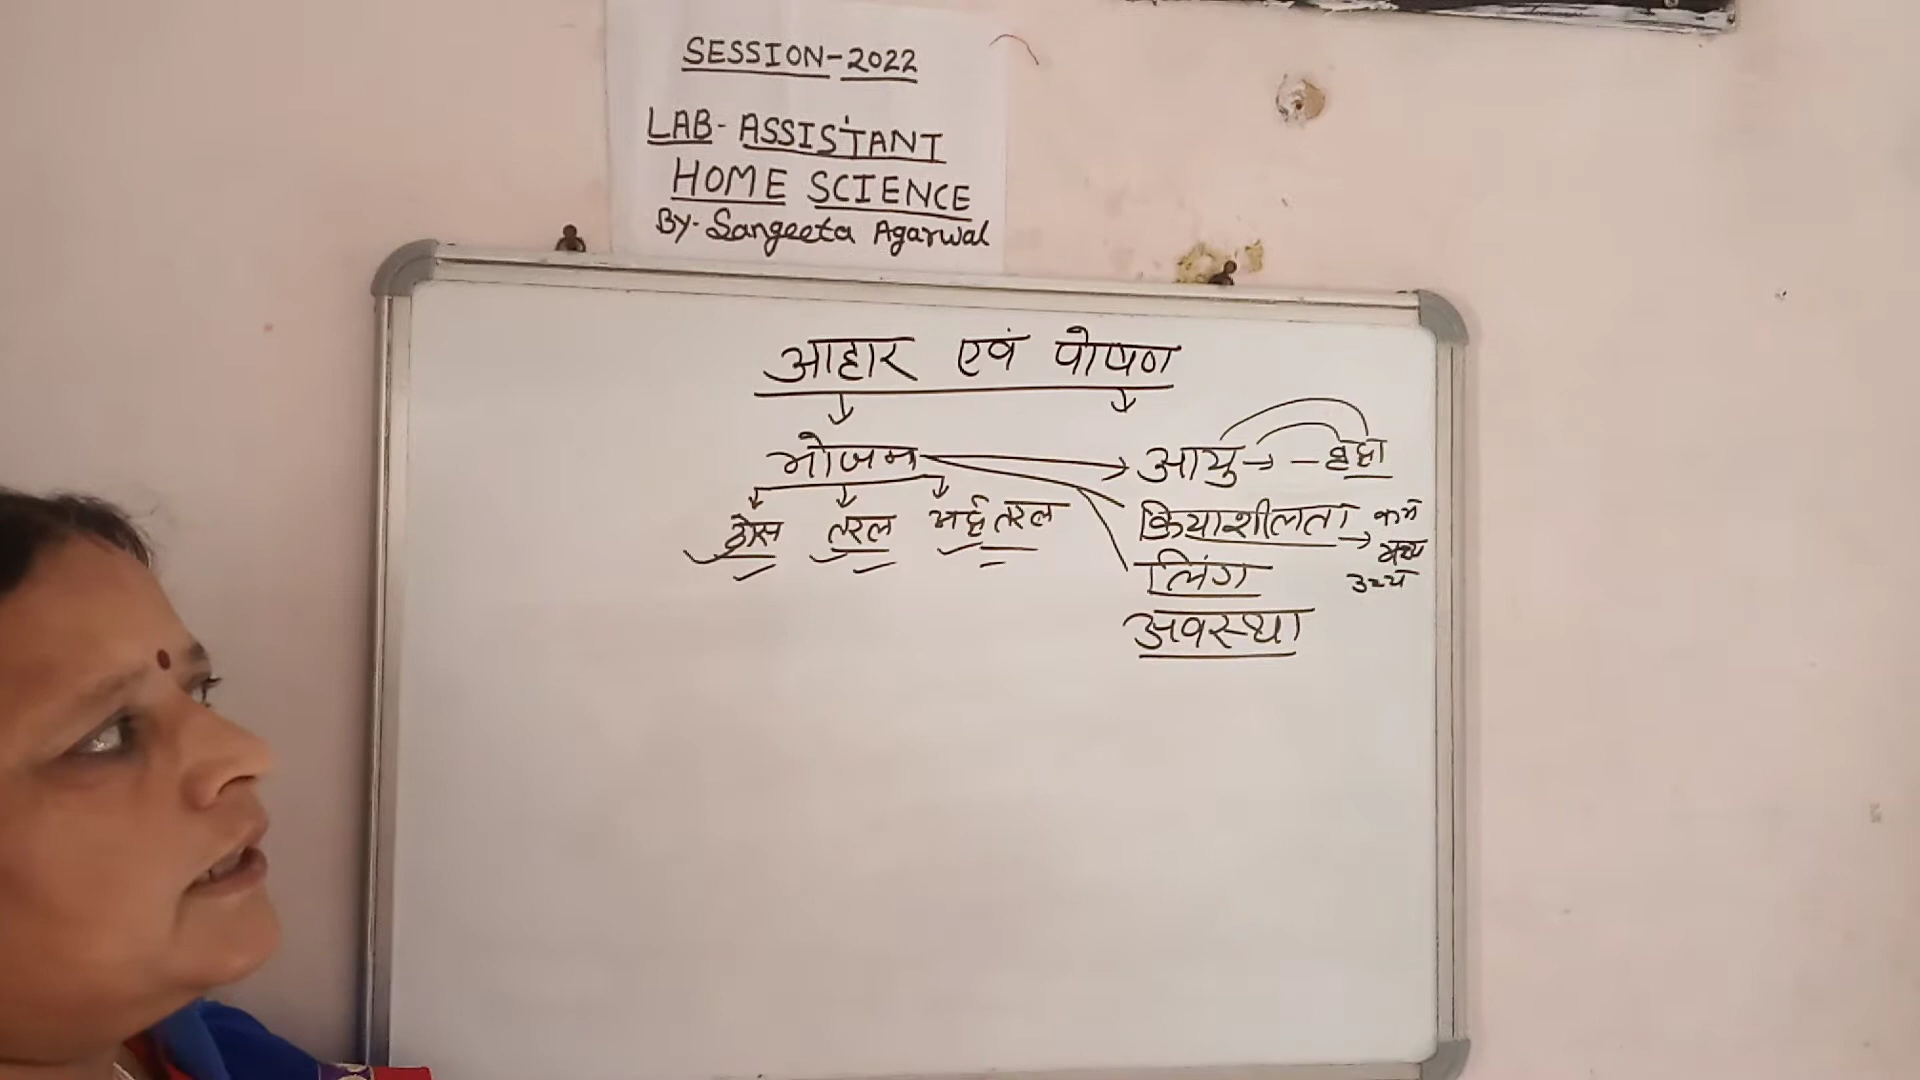 SESSION-2022
LAB-ASSISTANT
HOME SCIENCE
By-Sangeeta Agarwal
आहार एवं पोषण
भोजन
ठोस तरल अर्द्धतरल
आयु
क्रियाशीलता
लिंग
अवस्था